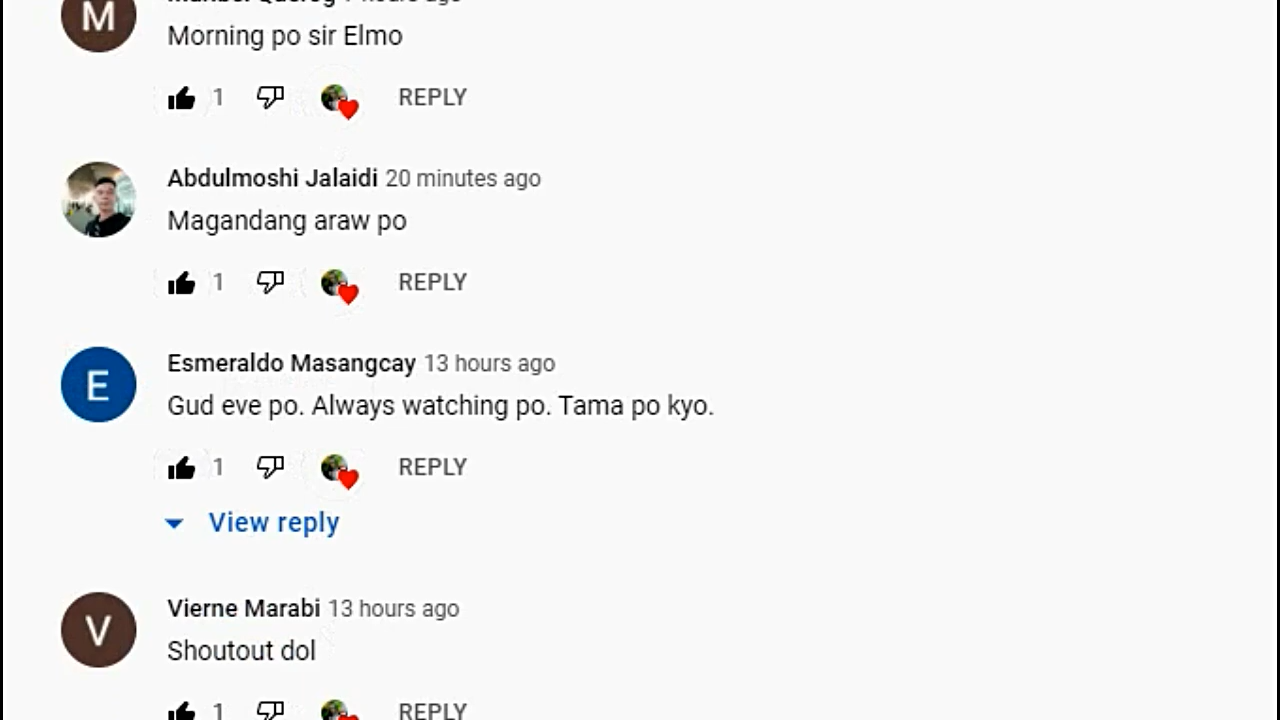 M
Morning po sir Elmo
1 REPLY
Abdulmoshi Jalaidi 20 minutes ago
Magandang araw po
1 REPLY
E
Esmeraldo Masangcay 13 hours ago
Gud eve po. Always watching po. Tama po kyo.
1 REPLY
View reply
V
Vierne Marabi 13 hours ago
Shoutout dol
1 REPLY